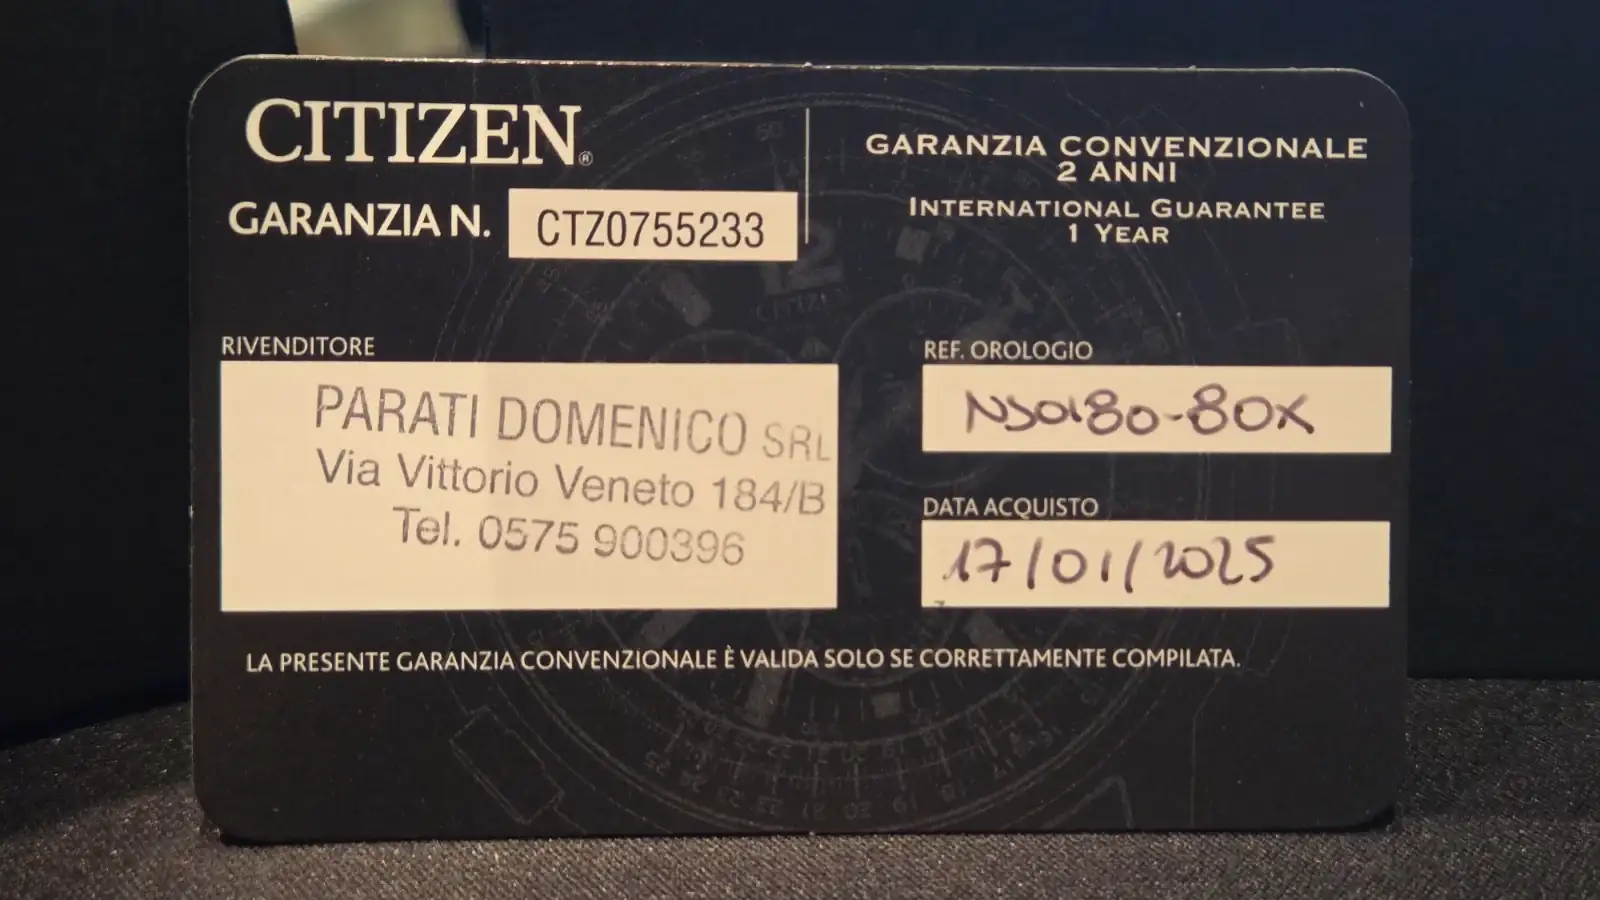 CITIZEN®
GARANZIA N. CTZ0755233
GARANZIA CONVENZIONALE
2 ANNI
INTERNATIONAL GUARANTEE
1 YEAR
RIVENDITORE
PARATI DOMENICO SRL
Via Vittorio Veneto 184/B
Tel. 0575 900396
REF. OROLOGIO
NJ0180-80X
DATA ACQUISTO
17/01/2025
LA PRESENTE GARANZIA CONVENZIONALE È VALIDA SOLO SE CORRETTAMENTE COMPILATA.